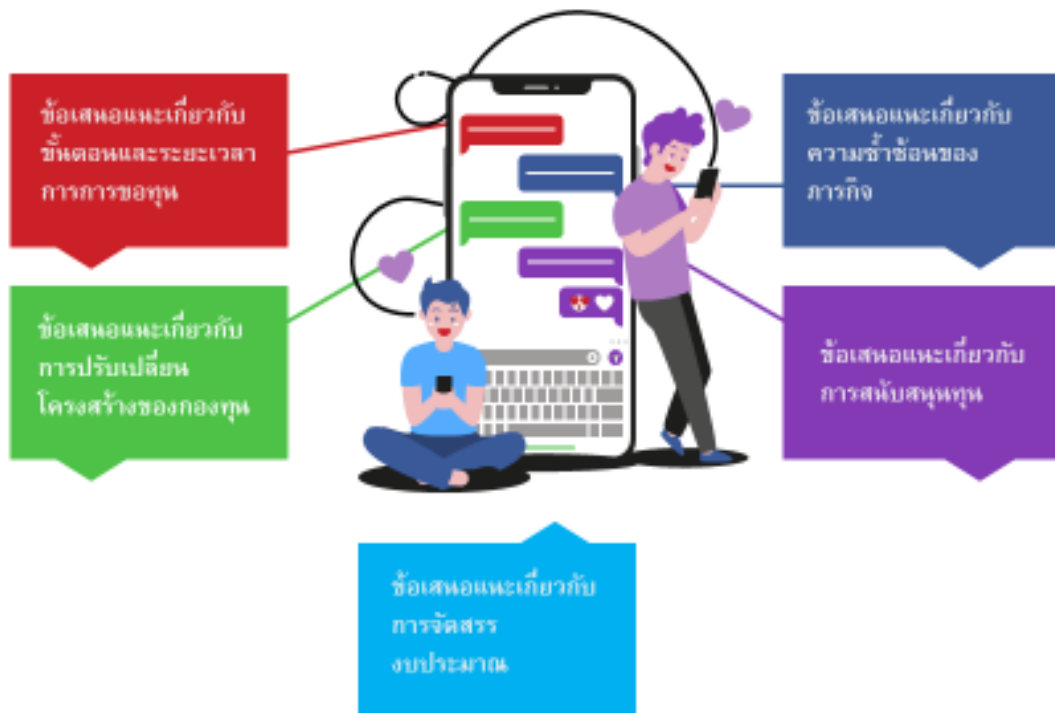 ข้อเสนอแนะเกี่ยวกับ
ขั้นตอนและระยะเวลา
การการขอทุน
ข้อเสนอแนะเกี่ยวกับ
ความซ้ำซ้อนของ
ภารกิจ
ข้อเสนอแนะเกี่ยวกับ
การปรับเปลี่ยน
โครงสร้างของกองทุน
ข้อเสนอแนะเกี่ยวกับ
การสนับสนุนทุน
ข้อเสนอแนะเกี่ยวกับ
การจัดสรร
งบประมาณ